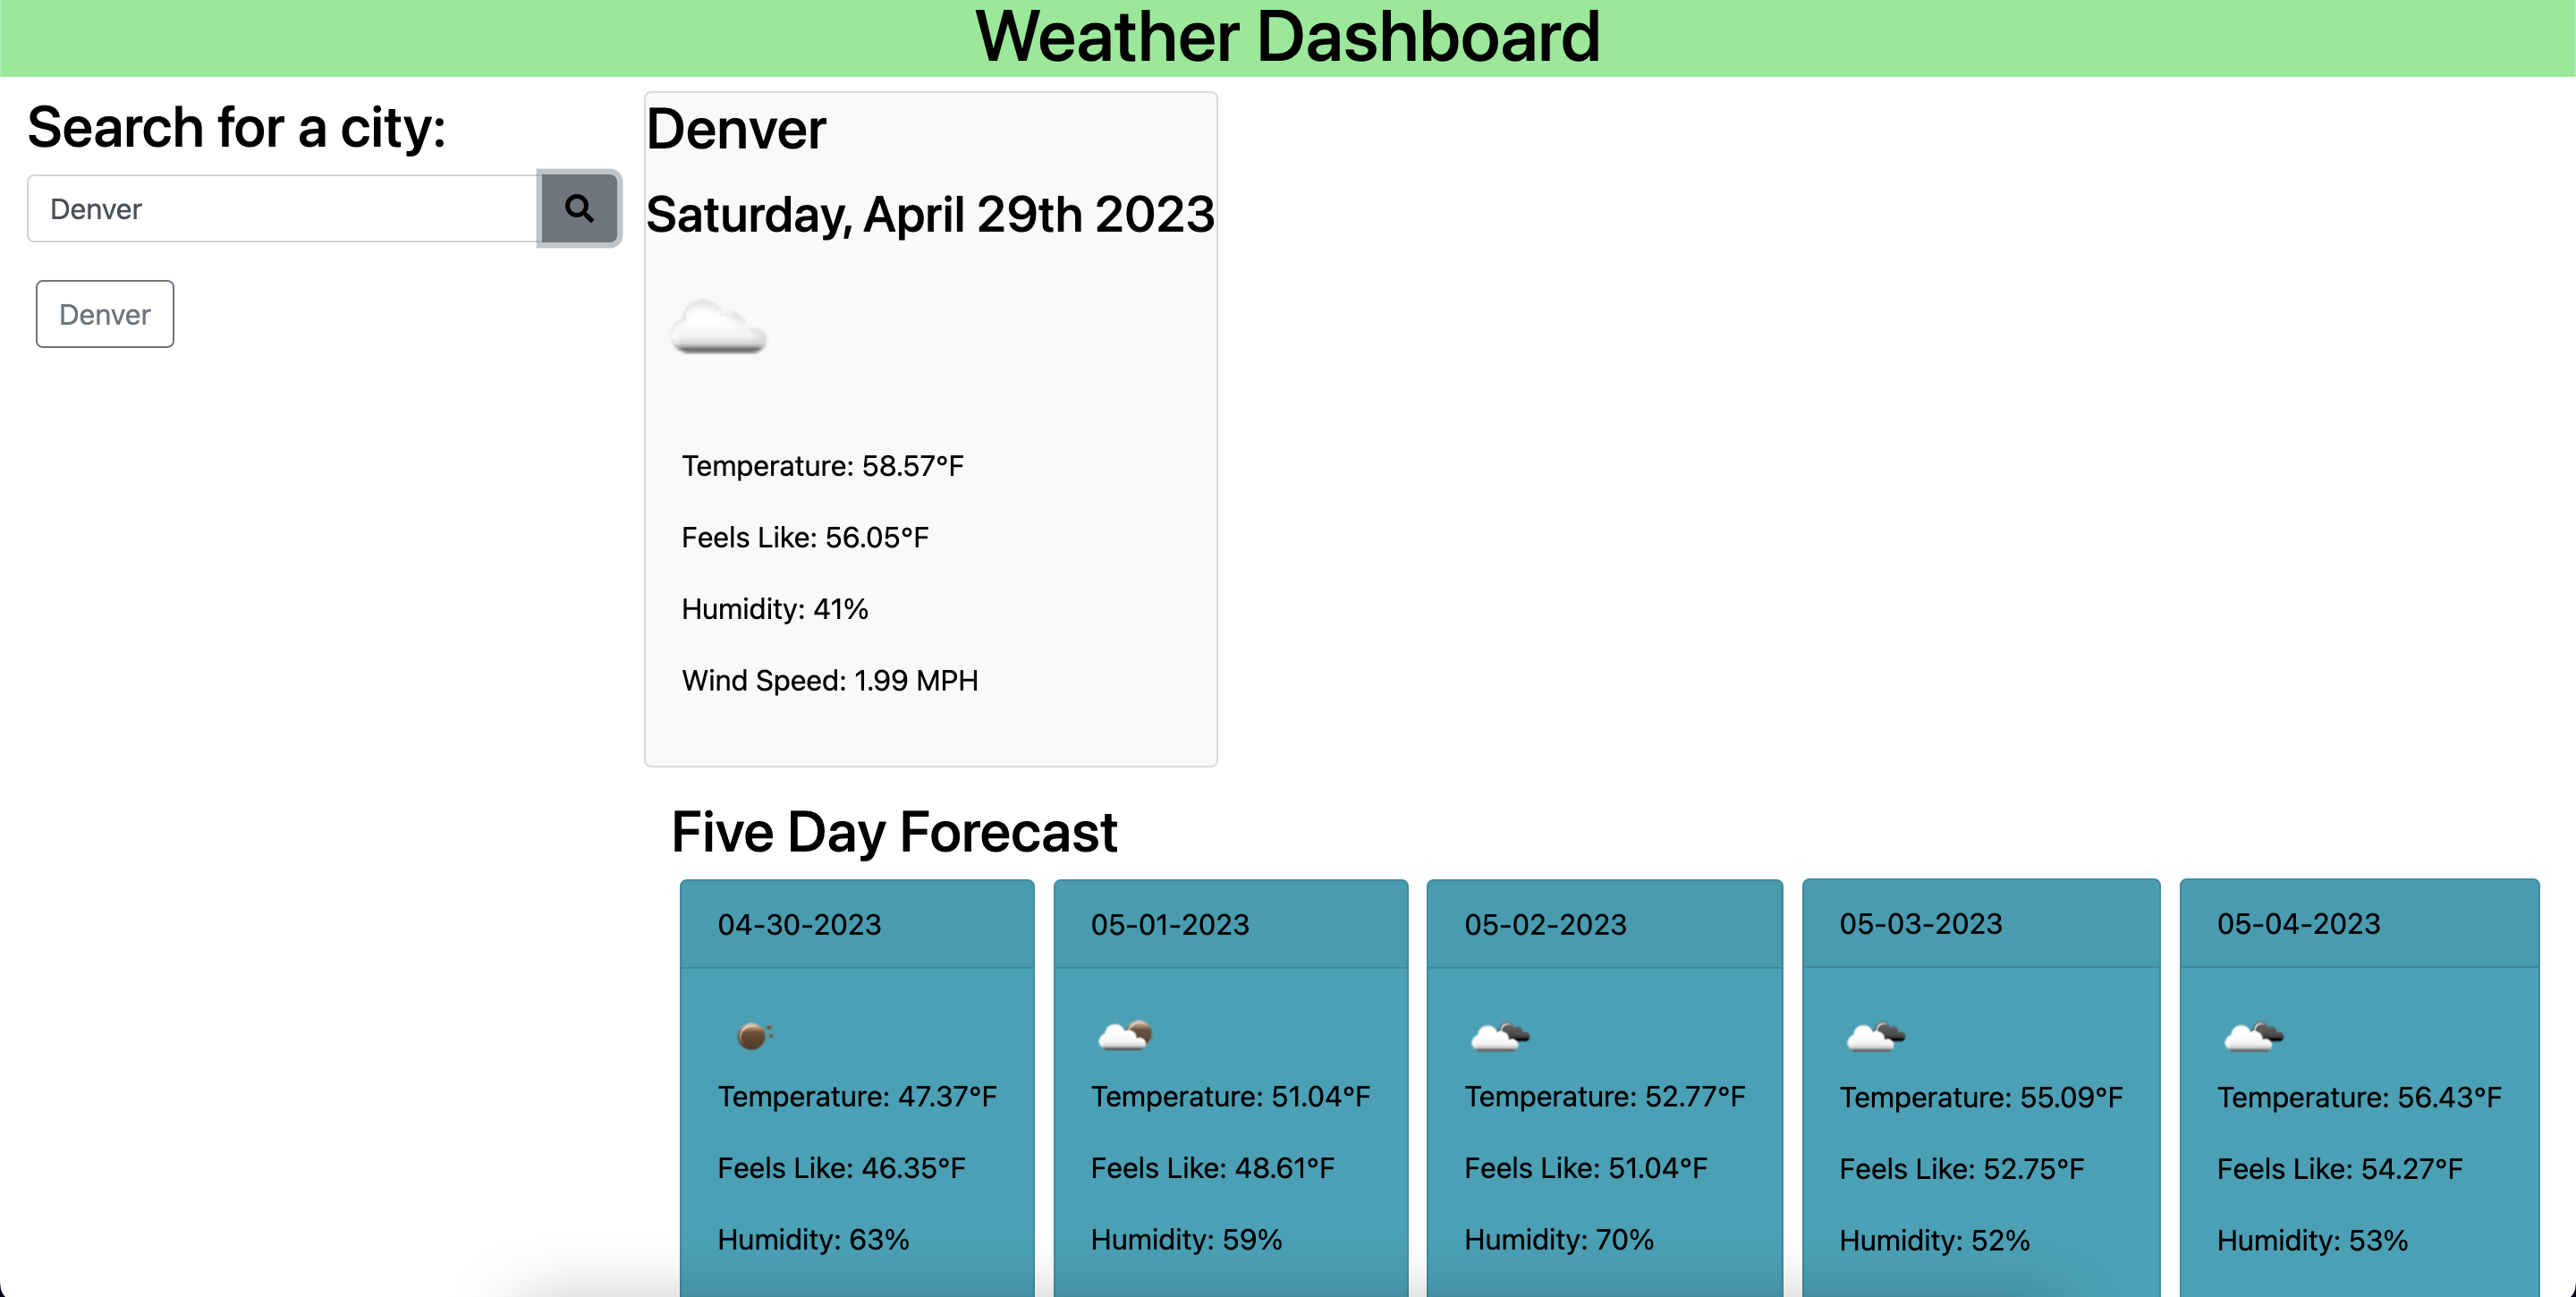 Weather Dashboard
Search for a city:
Denver
Denver
Denver
Saturday, April 29th 2023
Temperature: 58.57°F
Feels Like: 56.05°F
Humidity: 41%
Wind Speed: 1.99 MPH
Five Day Forecast
04-30-2023
Temperature: 47.37°F
Feels Like: 46.35°F
Humidity: 63%
05-01-2023
Temperature: 51.04°F
Feels Like: 48.61°F
Humidity: 59%
05-02-2023
Temperature: 52.77°F
Feels Like: 51.04°F
Humidity: 70%
05-03-2023
Temperature: 55.09°F
Feels Like: 52.75°F
Humidity: 52%
05-04-2023
Temperature: 56.43°F
Feels Like: 54.27°F
Humidity: 53%